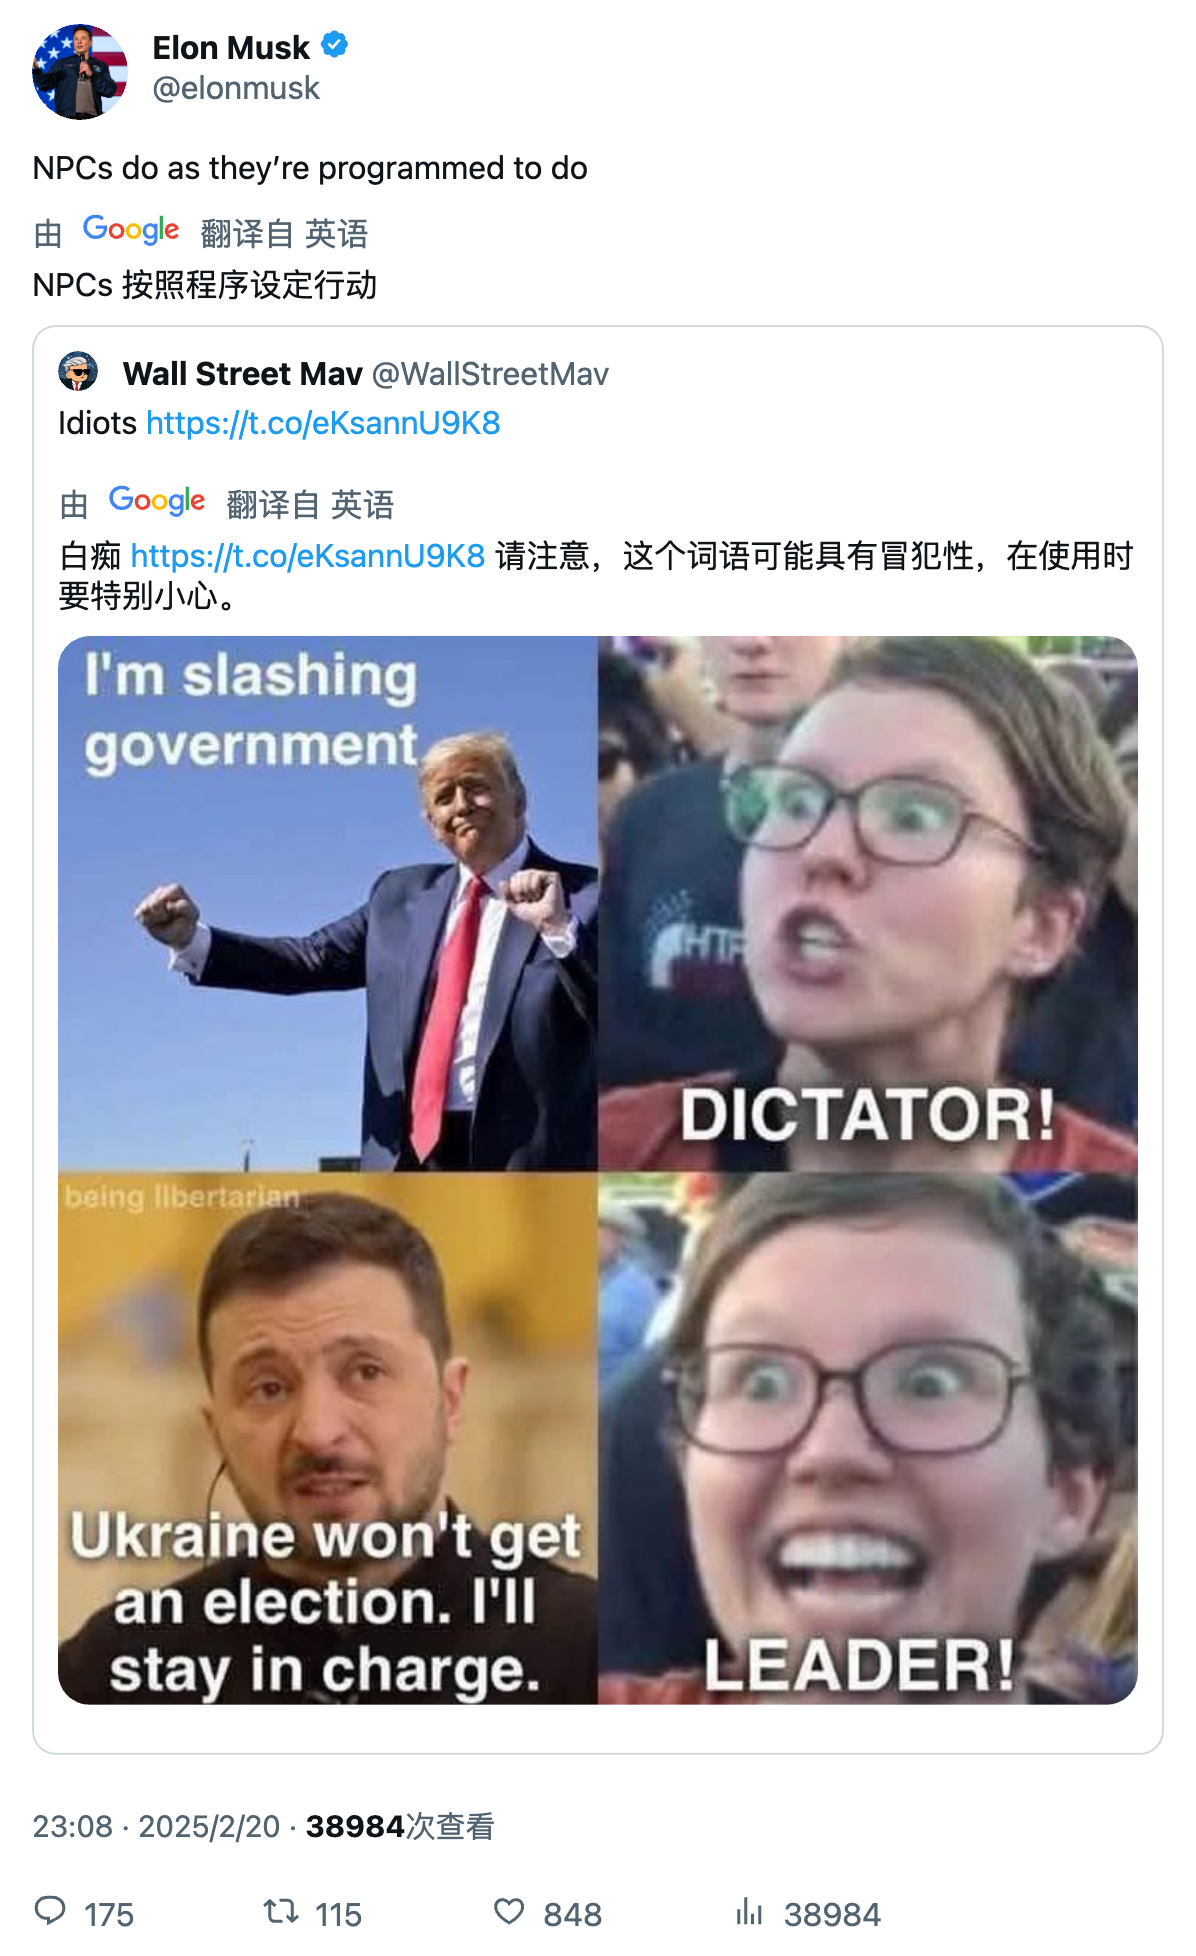 Elon Musk
@elonmusk
NPCs do as they're programmed to do
由 Google 翻译自 英语
NPCs 按照程序设定行动
Wall Street Mav @WallStreetMav
Idiots https://t.co/eKsannU9K8
由 Google 翻译自 英语
白痴 https://t.co/eKsannU9K8 请注意，这个词语可能具有冒犯性，在使用时
要特别小心。
I'm slashing
government
HTF
DICTATOR!
being libertarian
Ukraine won't get
an election. I'll
stay in charge.
LEADER!
23:08 · 2025/2/20 · 38984次查看
175 115 848 38984